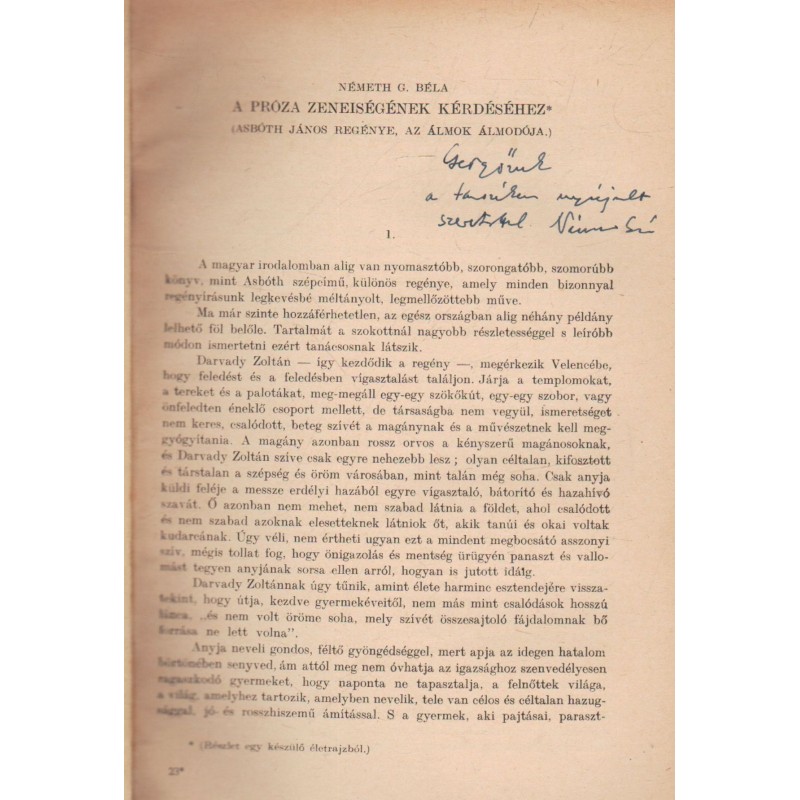 NÉMETH G. BÉLA
A PRÓZA ZENEISÉGÉNEK KÉRDÉSÉHEZ*
(ASBÓTH JÁNOS REGÉNYE, AZ ÁLMOK ÁLMODÓJA.)
a nyújtott
szeretettel
1.
A magyar irodalomban alig van nyomasztóbb, szorongatóbb, szomorúbb
könyv, mint Asbóth szépcímű, különös regénye, amely minden bizonnyal
regényírásunk legkevésbé méltányolt, legmellőzöttebb műve.
Ma már szinte hozzáférhetetlen, az egész országban alig néhány példány
lelhető föl belőle. Tartalmát a szokottnál nagyobb részletességgel s leíróbb
módon ismertetni ezért tanácsosnak látszik.
Darvady Zoltán — így kezdődik a regény —, megérkezik Velencébe,
hogy feledést és a feledésben vígasztalást találjon. Járja a templomokat,
a tereket és a palotákat, meg-megáll egy-egy szökőkút, egy-egy szobor, vagy
önfeledten éneklő csoport mellett, de társaságba nem vegyül, ismeretséget
nem keres, csalódott, beteg szívét a magánynak és a művészetnek kell meg-
gyógyítania. A magány azonban rossz orvos a kényszerű magánosoknak,
és Darvady Zoltán szíve csak egyre nehezebb lesz ; olyan céltalan, kifosztott
és társtalan a szépség és öröm városában, mint talán még soha. Csak anyja
küldi feléje a messze erdélyi hazából egyre vígasztaló, bátorító és hazahívó
szavát. Ő azonban nem mehet, nem szabad látnia a földet, ahol csalódott
és nem szabad azoknak elesetteknek látniok őt, akik tanúi és okai voltak
kudarcának. Úgy véli, nem értheti ugyan ezt a mindent megbocsátó asszonyi
szív, mégis tollat fog, hogy önigazolás és mentség ürügyén panaszt és vallo-
mást tegyen anyjának sorsa ellen arról, hogyan is jutott idáig.
Darvady Zoltánnak úgy tűnik, amint élete harminc esztendejére vissza-
tekint, hogy útja, kezdve gyermekéveitől, nem más mint csalódások hosszú
lánca, „és nem volt öröme soha, mely szívét összesajtoló fájdalomnak bő
forrása ne lett volna”.
Anyja neveli gondos, féltő gyöngédséggel, mert apja az idegen hatalom
börtönében senyved, ám attól meg nem óvhatja az igazsághoz szenvedélyesen
ragaszkodó gyermeket, hogy naponta ne tapasztalja, a felnőttek világa,
a világ, amelyhez tartozik, amelyben nevelik, tele van célos és céltalan hazug-
sággal, jó- és rosszhiszemű ámítással. S a gyermek, aki pajtásai, paraszt-
* (Részlet egy készülő életrajzból.)
23*